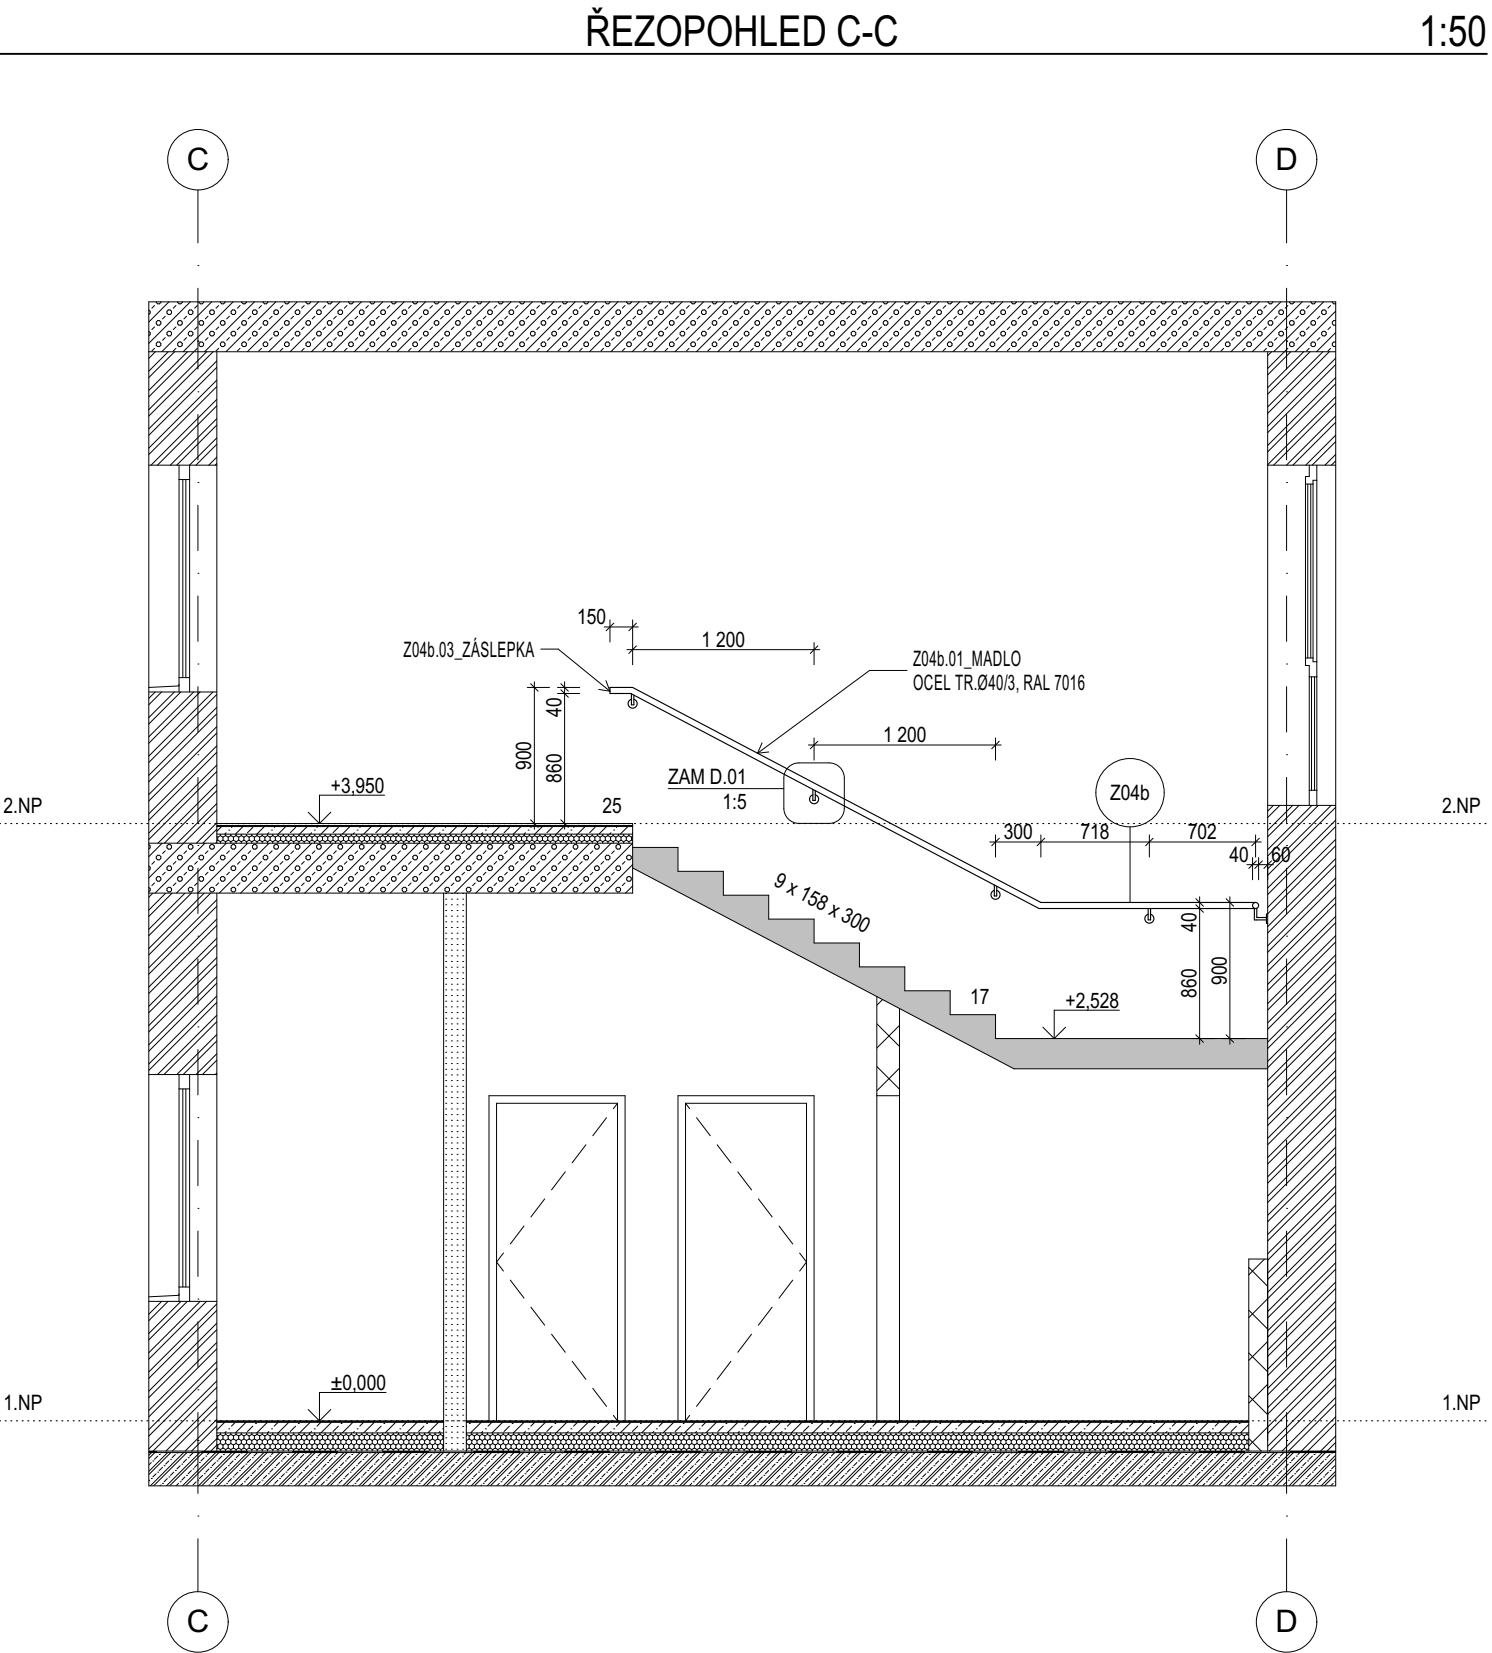 ŘEZOPOHLED C-C 1:50
C D
150
1 200
Z04b.03_ZÁSLEPKA
Z04b.01_MADLO
OCEL TR.Ø40/3, RAL 7016
40
900
860
1 200
ZAM D.01
1:5
Z04b
+3,950
25
2.NP 2.NP
300 718 702
40 60
9 x 158 x 300
40
860
900
17
+2,528
±0,000
1.NP 1.NP
C D